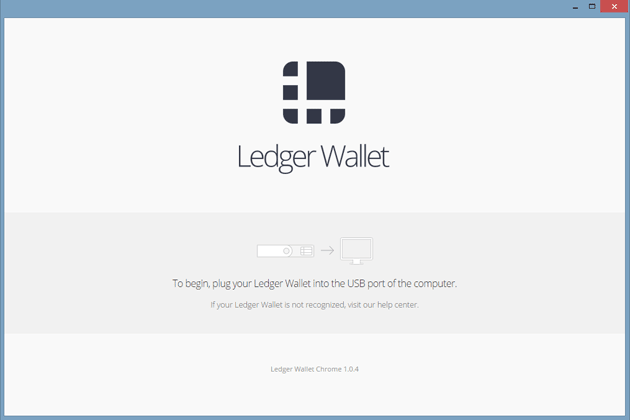 Ledger Wallet
To begin, plug your Ledger Wallet into the USB port of the computer.
If your Ledger Wallet is not recognized, visit our help center.
Ledger Wallet Chrome 1.0.4